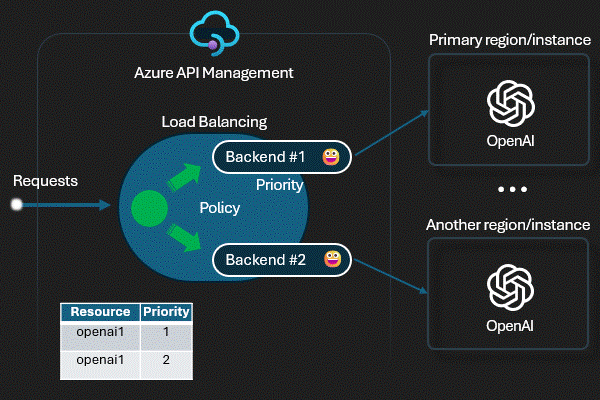 Azure API Management
Primary region/instance
OpenAI
Load Balancing
Backend #1
Priority
Requests
Policy
Another region/instance
Backend #2
OpenAI
Resource Priority
openai1 1
openai1 2